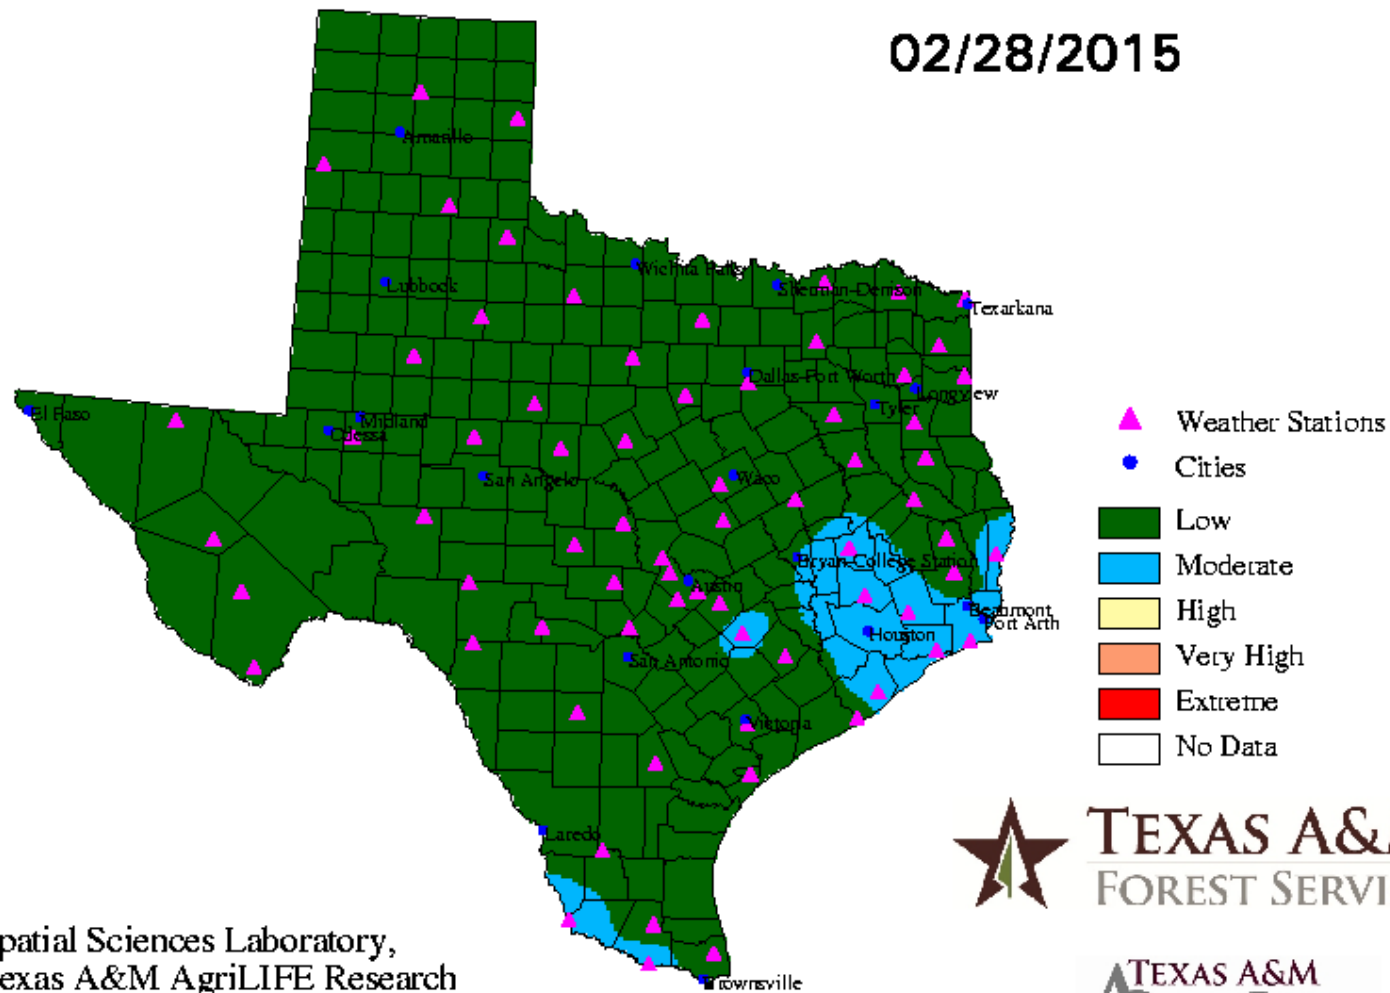 02/28/2015
Amarillo
Wichita Falls
Lubbock
Sherman-Denison
Texarkana
Dallas-Fort Worth
Longview
Tyler
El Paso
Midland
Odessa
San Angelo
Waco
Bryan-College Station
Austin
Beaumont
Port Arth
Houston
San Antonio
Victoria
Laredo
Brownsville
Weather Stations
Cities
Low
Moderate
High
Very High
Extreme
No Data
TEXAS A&
FOREST SERVI
patial Sciences Laboratory,
exas A&M AgriLIFE Research
TEXAS A&M